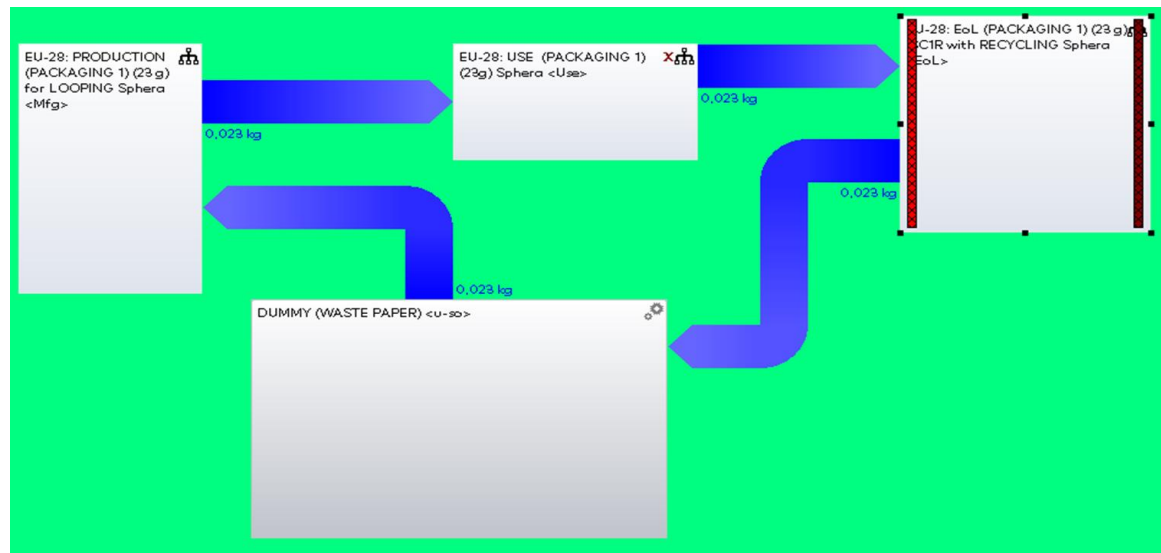 EU-28: PRODUCTION
(PACKAGING 1) (23 g)
for LOOPING Sphera
<Mfg>
0,023 kg
EU-28: USE (PACKAGING 1)
(23g) Sphera <Use>
X
0,023 kg
U-28: EoL (PACKAGING 1) (23 g)
C1R with RECYCLING Sphera
EoL>
0,023 kg
0,023 kg
DUMMY (WASTE PAPER) <u-so>